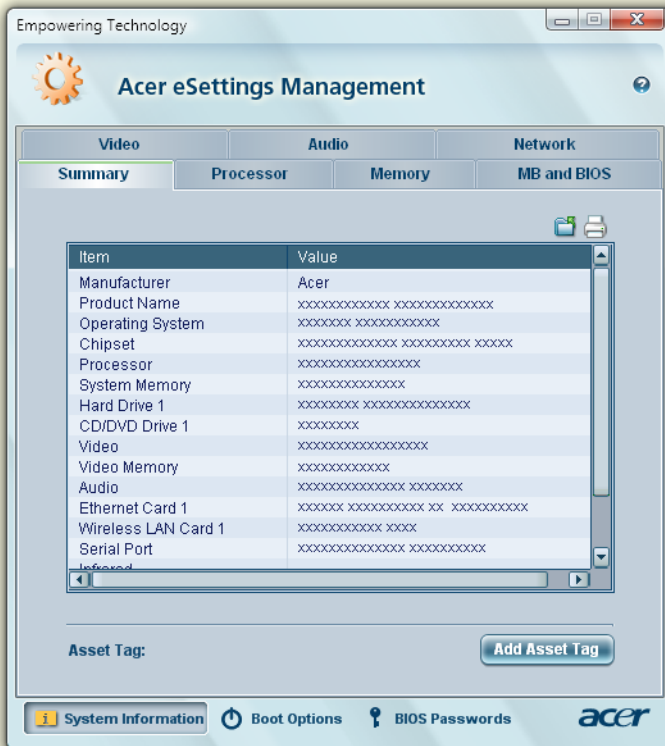 Empowering Technology
Acer eSettings Management
Video Audio Network
Summary Processor Memory MB and BIOS
Item Value
Manufacturer Acer
Product Name xxxxxxxxxxxx xxxxxxxxxxxxx
Operating System xxxxxxx xxxxxxxxxxx
Chipset xxxxxxxxxxxxx xxxxxxxxx xxxxx
Processor xxxxxxxxxxxxxxxx
System Memory xxxxxxxxxxxxxx
Hard Drive 1 xxxxxxxx xxxxxxxxxxxxxx
CD/DVD Drive 1 xxxxxxxx
Video xxxxxxxxxxxxxxxxx
Video Memory xxxxxxxxxxxx
Audio xxxxxxxxxxxxxx xxxxxxx
Ethernet Card 1 xxxxxx xxxxxxxxxx xx xxxxxxxxxx
Wireless LAN Card 1 xxxxxxxxxxx xxxx
Serial Port xxxxxxxxxxxxxx xxxxxxxxxx
Infrared
Asset Tag: Add Asset Tag
System Information Boot Options BIOS Passwords acer